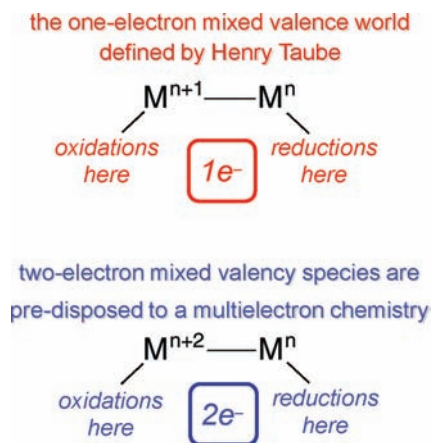 the one-electron mixed valence world
defined by Henry Taube
Mⁿ⁺¹ — Mⁿ
oxidations reductions
here here
1e⁻
two-electron mixed valency species are
pre-disposed to a multielectron chemistry
Mⁿ⁺² — Mⁿ
oxidations reductions
here here
2e⁻